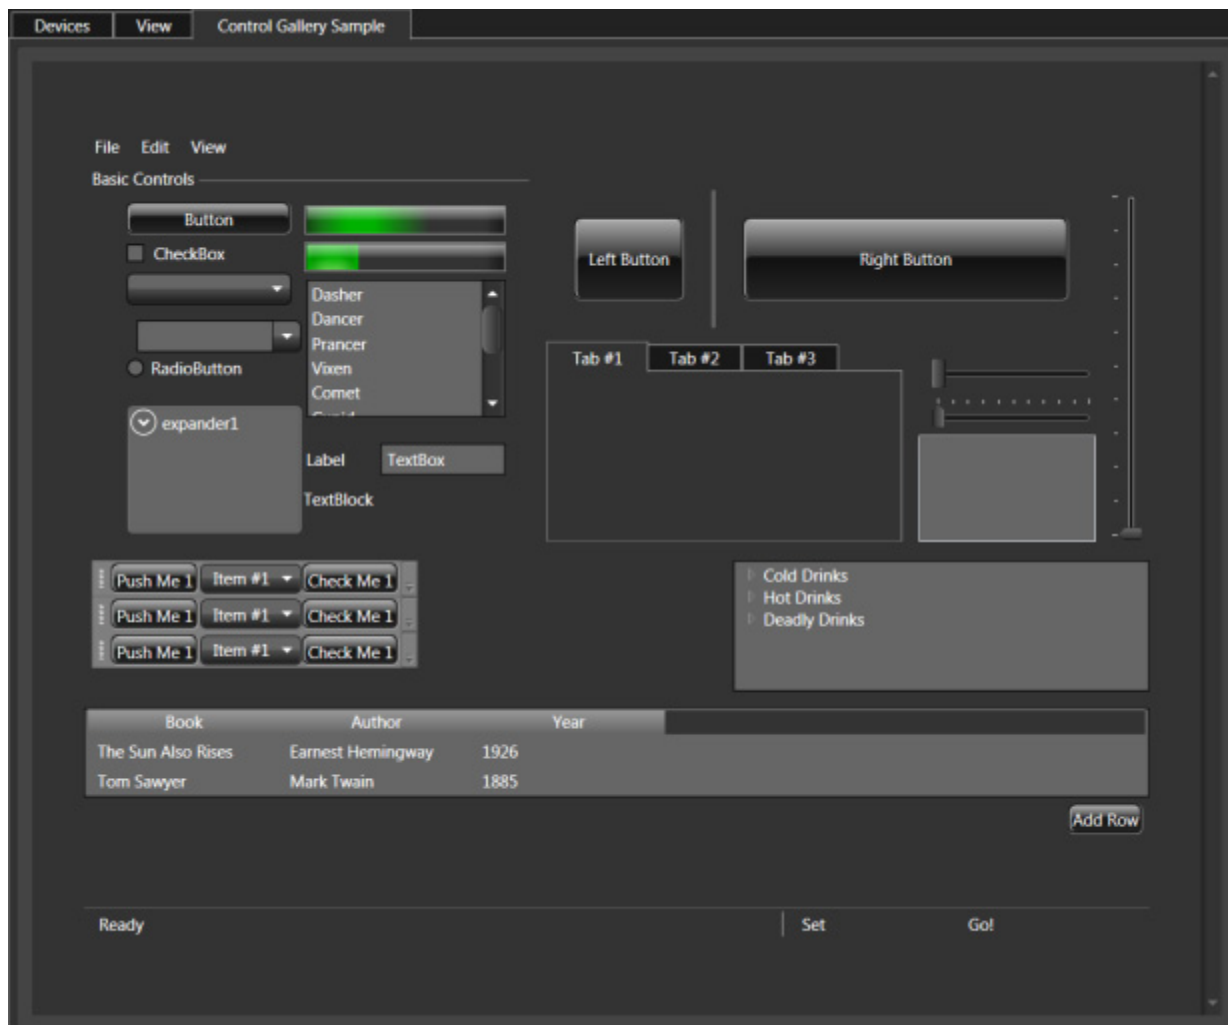 Devices View Control Gallery Sample
File Edit View
Basic Controls
Button
CheckBox
RadioButton
expander1
Dasher
Dancer
Prancer
Vixen
Comet
Label TextBox
TextBlock
Left Button Right Button
Tab #1 Tab #2 Tab #3
Push Me 1 Item #1 Check Me 1
Push Me 1 Item #1 Check Me 1
Push Me 1 Item #1 Check Me 1
Cold Drinks
Hot Drinks
Deadly Drinks
Book Author Year
The Sun Also Rises Earnest Hemingway 1926
Tom Sawyer Mark Twain 1885
Add Row
Ready Set Go!